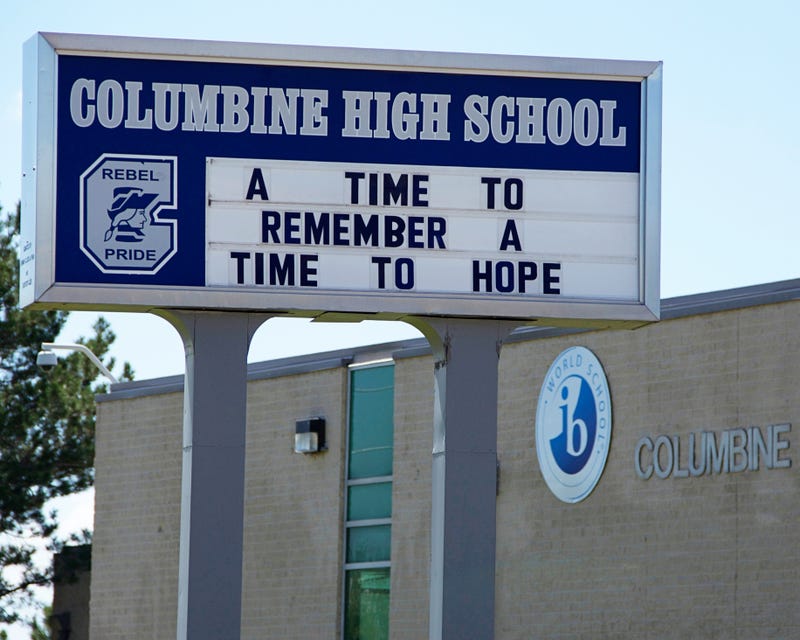 COLUMBINE HIGH SCHOOL
REBEL
PRIDE
A TIME TO
REMEMBER A
TIME TO HOPE
WORLD SCHOOL
ib
COLUMBINE